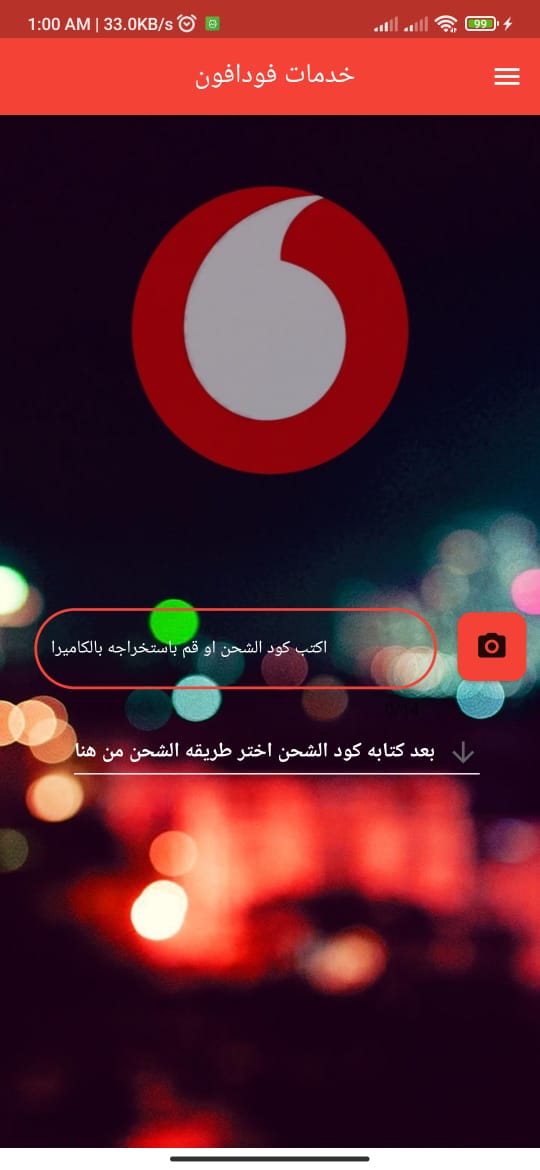 1:00 AM | 33.0KB/s
99
خدمات فودافون
اكتب كود الشحن او قم باستخراجه بالكاميرا
0/14
بعد كتابه كود الشحن اختر طريقه الشحن من هنا